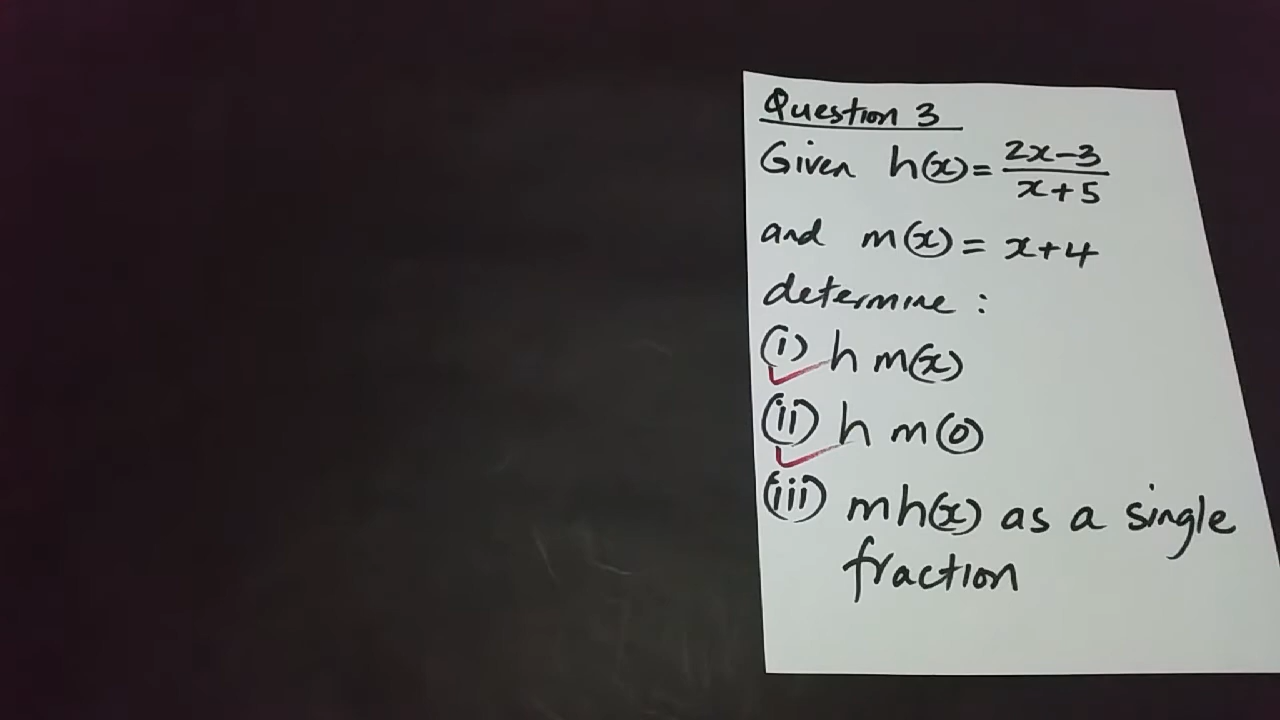 Question 3
Given h(x) = 2x-3 / x+5
and m(x) = x+4
determine :
(i) h m(x)
(ii) h m(0)
(iii) mh(x) as a single
fraction